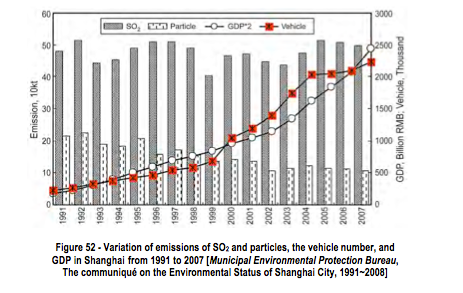 SO2 Particle GDP*2 Vehicle
60
50
40
30
20
10
0
Emission, 10kt
3000
2500
2000
1500
1000
500
0
GDP, Billion RMB, Vehicle, Thousand
1991 1992 1993 1994 1995 1996 1997 1998 1999 2000 2001 2002 2003 2004 2005 2006 2007
Figure 52 - Variation of emissions of SO2 and particles, the vehicle number, and
GDP in Shanghai from 1991 to 2007 [Municipal Environmental Protection Bureau,
The communiqué on the Environmental Status of Shanghai City, 1991~2008]